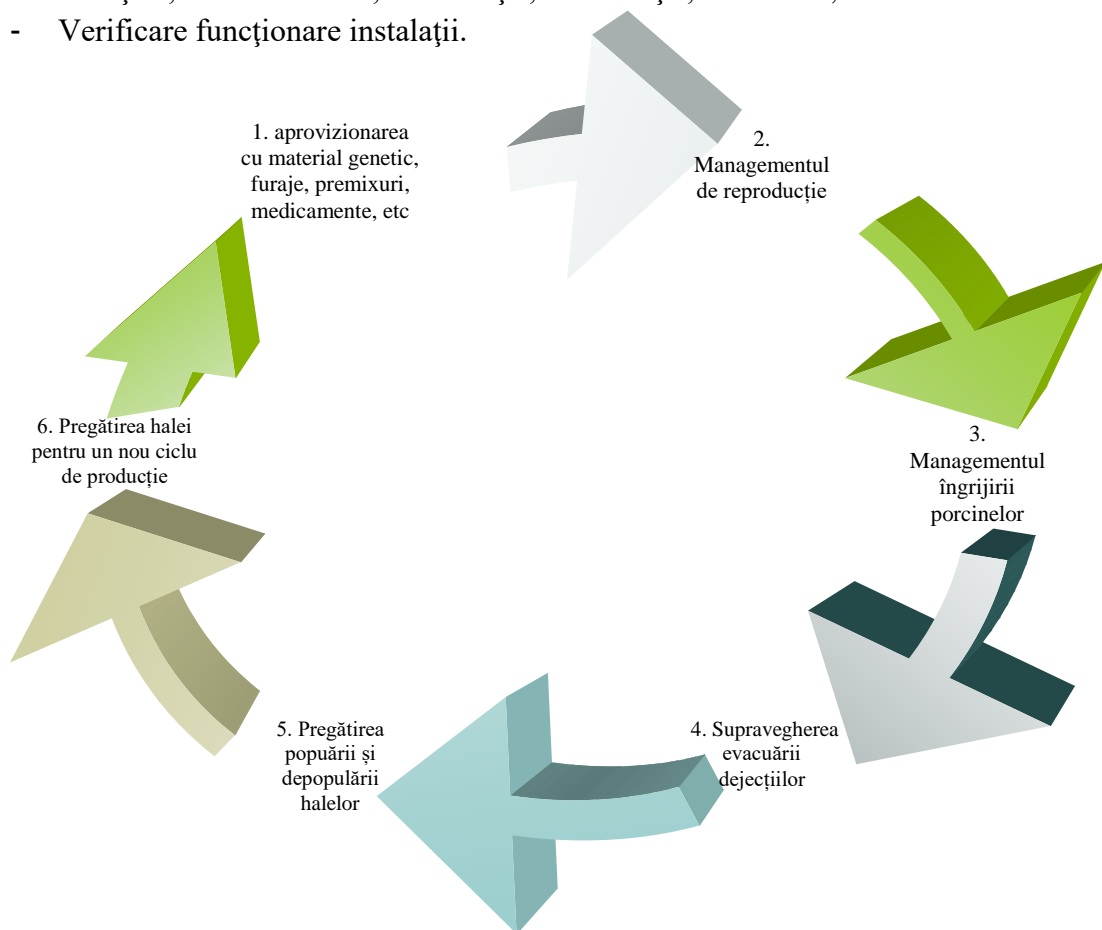 - Verificare funcţionare instalaţii.
1. aprovizionarea
cu material genetic,
furaje, premixuri,
medicamente, etc
2.
Managementul
de reproducție
3.
Managementul
îngrijirii
porcinelor
4. Supravegherea
evacuării
dejecțiilor
5. Pregătirea
popuării și
depopulării
halelor
6. Pregătirea halei
pentru un nou ciclu
de producție